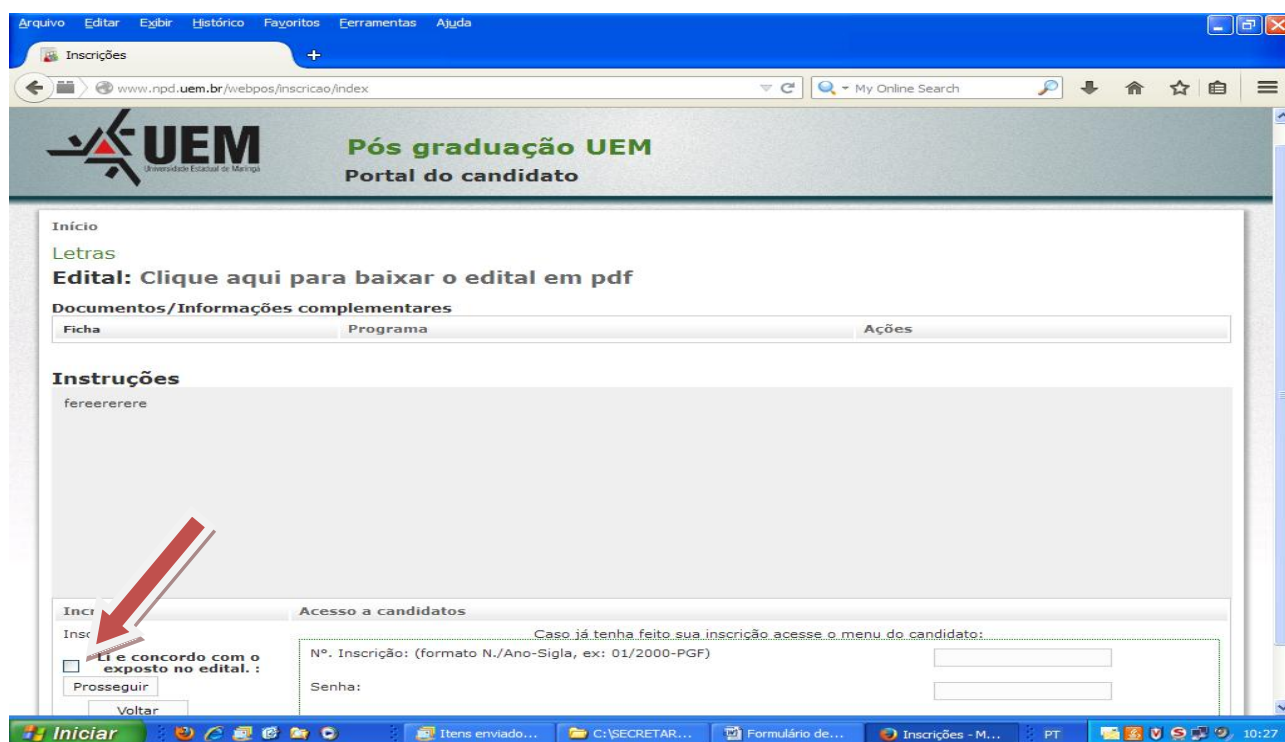 Arquivo Editar Exibir Histórico Favoritos Ferramentas Ajuda
Inscrições +
www.npd.uem.br/webpos/inscricao/index My Online Search
UEM
Universidade Estadual de Maringá
Pós graduação UEM
Portal do candidato
Início
Letras
Edital: Clique aqui para baixar o edital em pdf
Documentos/Informações complementares
Ficha Programa Ações
Instruções
fereererere
Acesso a candidatos
Caso já tenha feito sua inscrição acesse o menu do candidato:
Li e concordo com o
exposto no edital. :
Nº. Inscrição: (formato N./Ano-Sigla, ex: 01/2000-PGF)
Prosseguir
Senha:
Voltar
Iniciar Itens enviado... C:\SECRETAR... Formulário de... Inscrições - M... PT 10:27